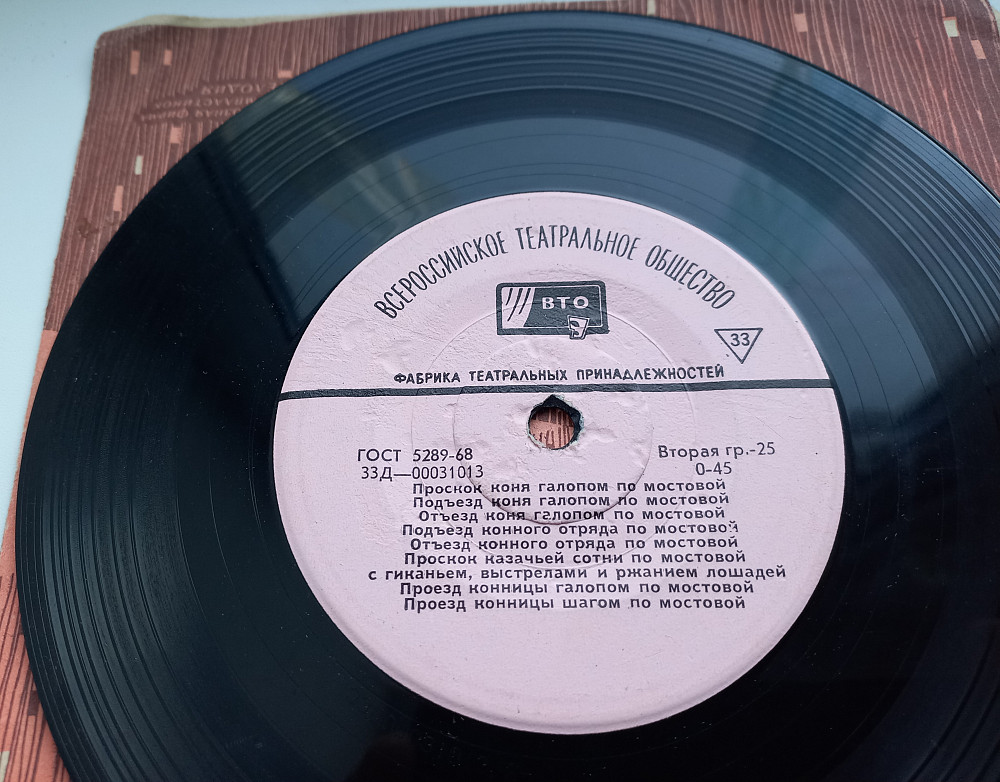 ВСЕРОССИЙСКОЕ ТЕАТРАЛЬНОЕ ОБЩЕСТВО
ВТО
33
ФАБРИКА ТЕАТРАЛЬНЫХ ПРИНАДЛЕЖНОСТЕЙ
ГОСТ 5289-68
Вторая гр.-25
33Д—00031013
0-45
Проскок коня галопом по мостовой
Подъезд коня галопом по мостовой
Отъезд коня галопом по мостовой
Подъезд конного отряда по мостовой
Отъезд конного отряда по мостовой
Проскок казачьей сотни по мостовой
с гиканьем, выстрелами и ржанием лошадей
Проезд конницы галопом по мостовой
Проезд конницы шагом по мостовой